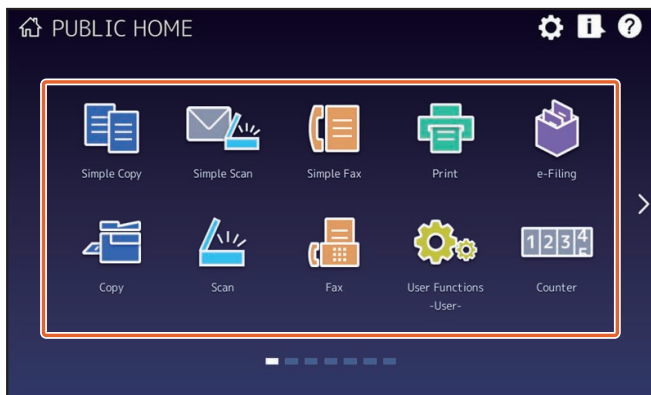 PUBLIC HOME
Simple Copy
Simple Scan
Simple Fax
Print
e-Filing
Copy
Scan
Fax
User Functions
-User-
Counter